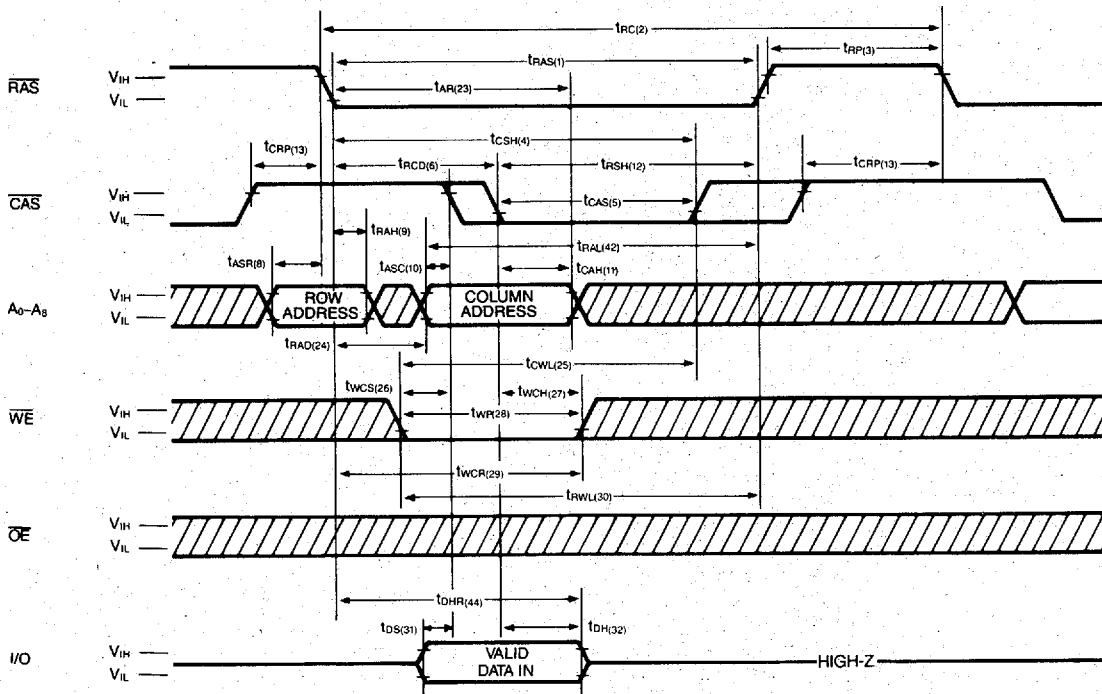 tRC(2)
tRAS(1)
tRP(3)
RAS
VIH
VIL
tAR(23)
tCSH(4)
tCRP(13)
tRCD(6)
tRSH(12)
tCRP(13)
CAS
VIH
VIL
tCAS(5)
tRAH(9)
tRAL(42)
tASR(8)
tASC(10)
tCAH(11)
A0–A8
VIH
VIL
ROW
ADDRESS
COLUMN
ADDRESS
tRAD(24)
tCWL(25)
tWCS(26)
tWCH(27)
WE
VIH
VIL
tWP(28)
tWCR(29)
tRWL(30)
OE
VIH
VIL
tDHR(44)
tDS(31)
tDH(32)
I/O
VIH
VIL
VALID
DATA IN
HIGH-Z